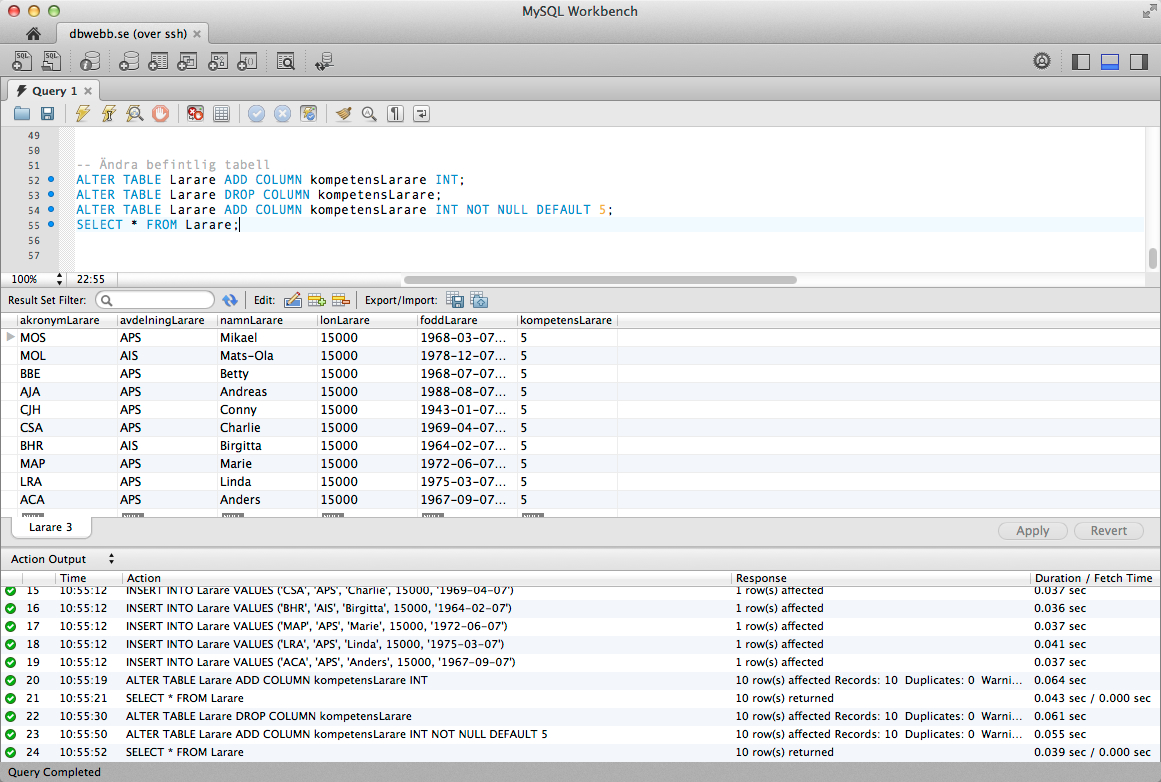 MySQL Workbench
dbwebb.se (over ssh)
Query 1
49
50
51 -- Ändra befintlig tabell
52 ALTER TABLE Larare ADD COLUMN kompetensLarare INT;
53 ALTER TABLE Larare DROP COLUMN kompetensLarare;
54 ALTER TABLE Larare ADD COLUMN kompetensLarare INT NOT NULL DEFAULT 5;
55 SELECT * FROM Larare;
56
57
100% 22:55
Result Set Filter: Edit: Export/Import:
akronymLarare avdelningLarare namnLarare lonLarare foddLarare kompetensLarare
MOS APS Mikael 15000 1968-03-07... 5
MOL AIS Mats-Ola 15000 1978-12-07... 5
BBE APS Betty 15000 1968-07-07... 5
AJA APS Andreas 15000 1988-08-07... 5
CJH APS Conny 15000 1943-01-07... 5
CSA APS Charlie 15000 1969-04-07... 5
BHR AIS Birgitta 15000 1964-02-07... 5
MAP APS Marie 15000 1972-06-07... 5
LRA APS Linda 15000 1975-03-07... 5
ACA APS Anders 15000 1967-09-07... 5
NULL NULL NULL NULL NULL NULL
Larare 3 Apply Revert
Action Output
Time Action Response Duration / Fetch Time
15 10:55:12 INSERT INTO Larare VALUES ('CSA', 'APS', 'Charlie', 15000, '1969-04-07') 1 row(s) affected 0.037 sec
16 10:55:12 INSERT INTO Larare VALUES ('BHR', 'AIS', 'Birgitta', 15000, '1964-02-07') 1 row(s) affected 0.036 sec
17 10:55:12 INSERT INTO Larare VALUES ('MAP', 'APS', 'Marie', 15000, '1972-06-07') 1 row(s) affected 0.037 sec
18 10:55:12 INSERT INTO Larare VALUES ('LRA', 'APS', 'Linda', 15000, '1975-03-07') 1 row(s) affected 0.041 sec
19 10:55:12 INSERT INTO Larare VALUES ('ACA', 'APS', 'Anders', 15000, '1967-09-07') 1 row(s) affected 0.037 sec
20 10:55:19 ALTER TABLE Larare ADD COLUMN kompetensLarare INT 10 row(s) affected Records: 10 Duplicates: 0 Warni... 0.064 sec
21 10:55:21 SELECT * FROM Larare 10 row(s) returned 0.043 sec / 0.000 sec
22 10:55:30 ALTER TABLE Larare DROP COLUMN kompetensLarare 10 row(s) affected Records: 10 Duplicates: 0 Warni... 0.061 sec
23 10:55:50 ALTER TABLE Larare ADD COLUMN kompetensLarare INT NOT NULL DEFAULT 5 10 row(s) affected Records: 10 Duplicates: 0 Warni... 0.055 sec
24 10:55:52 SELECT * FROM Larare 10 row(s) returned 0.039 sec / 0.000 sec
Query Completed